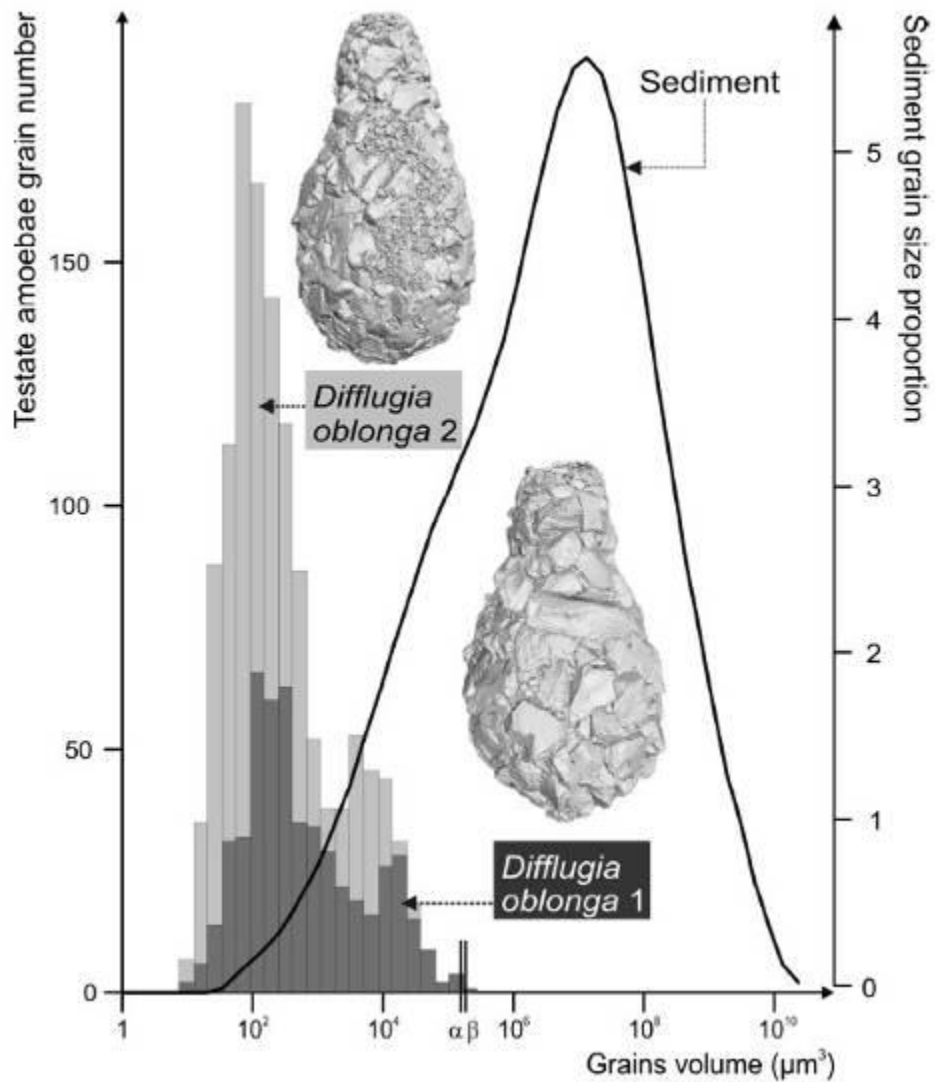 Testate amoebae grain number
150
100
50
0
Sediment
Difflugia
oblonga 2
Difflugia
oblonga 1
Sediment grain size proportion
5
4
3
2
1
0
1
10²
10⁴
α β
10⁶
10⁸
10¹⁰
Grains volume (µm³)